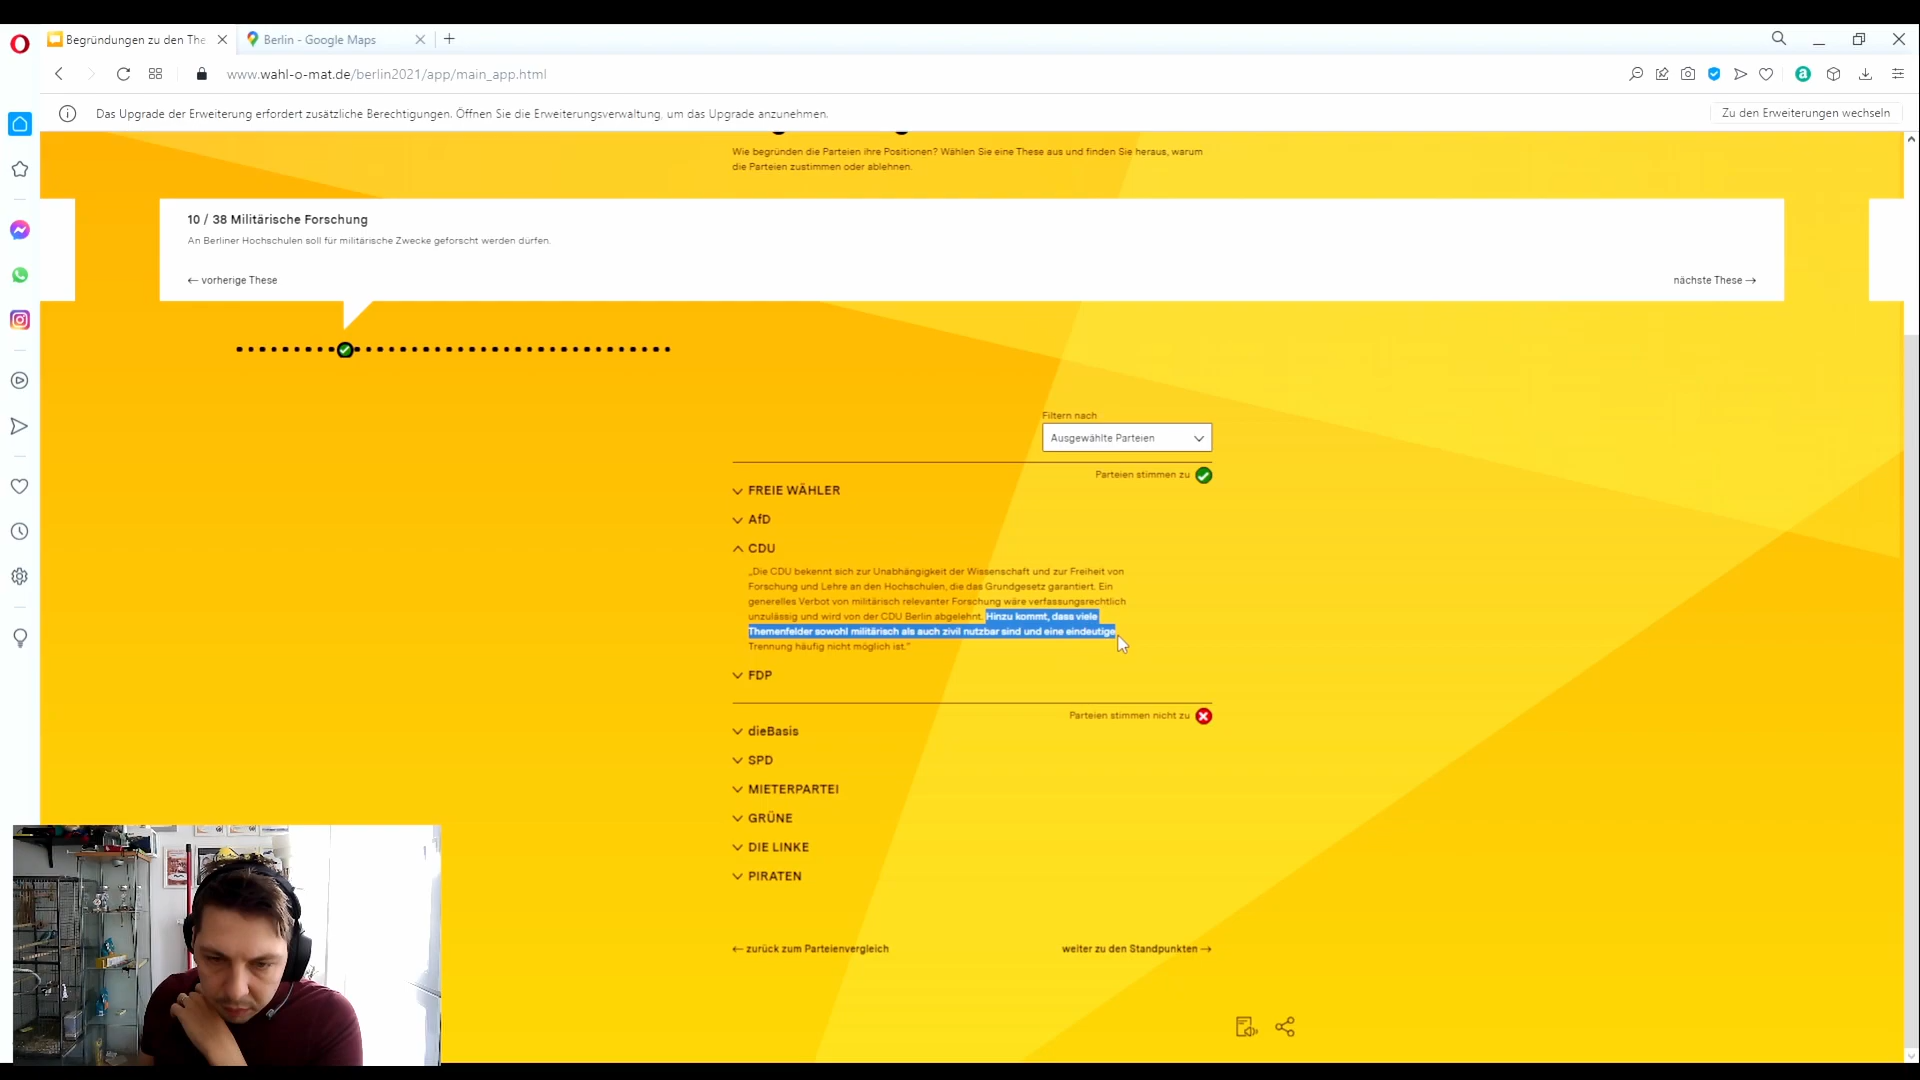 Begründungen zu den The
Berlin - Google Maps
www.wahl-o-mat.de/berlin2021/app/main_app.html
Das Upgrade der Erweiterung erfordert zusätzliche Berechtigungen. Öffnen Sie die Erweiterungsverwaltung, um das Upgrade anzunehmen.
Zu den Erweiterungen wechseln
Wie begründen die Parteien ihre Positionen? Wählen Sie eine These aus und finden Sie heraus, warum
die Parteien zustimmen oder ablehnen.
10 / 38 Militärische Forschung
An Berliner Hochschulen soll für militärische Zwecke geforscht werden dürfen.
← vorherige These
nächste These →
Filtern nach
Ausgewählte Parteien
Parteien stimmen zu
FREIE WÄHLER
AfD
CDU
„Die CDU bekennt sich zur Unabhängigkeit der Wissenschaft und zur Freiheit von
Forschung und Lehre an den Hochschulen, die das Grundgesetz garantiert. Ein
generelles Verbot von militärisch relevanter Forschung wäre verfassungsrechtlich
unzulässig und wird von der CDU Berlin abgelehnt. Hinzu kommt, dass viele
Themenfelder sowohl militärisch als auch zivil nutzbar sind und eine eindeutige
Trennung häufig nicht möglich ist.“
FDP
Parteien stimmen nicht zu
dieBasis
SPD
MIETERPARTEI
GRÜNE
DIE LINKE
PIRATEN
← zurück zum Parteienvergleich
weiter zu den Standpunkten →